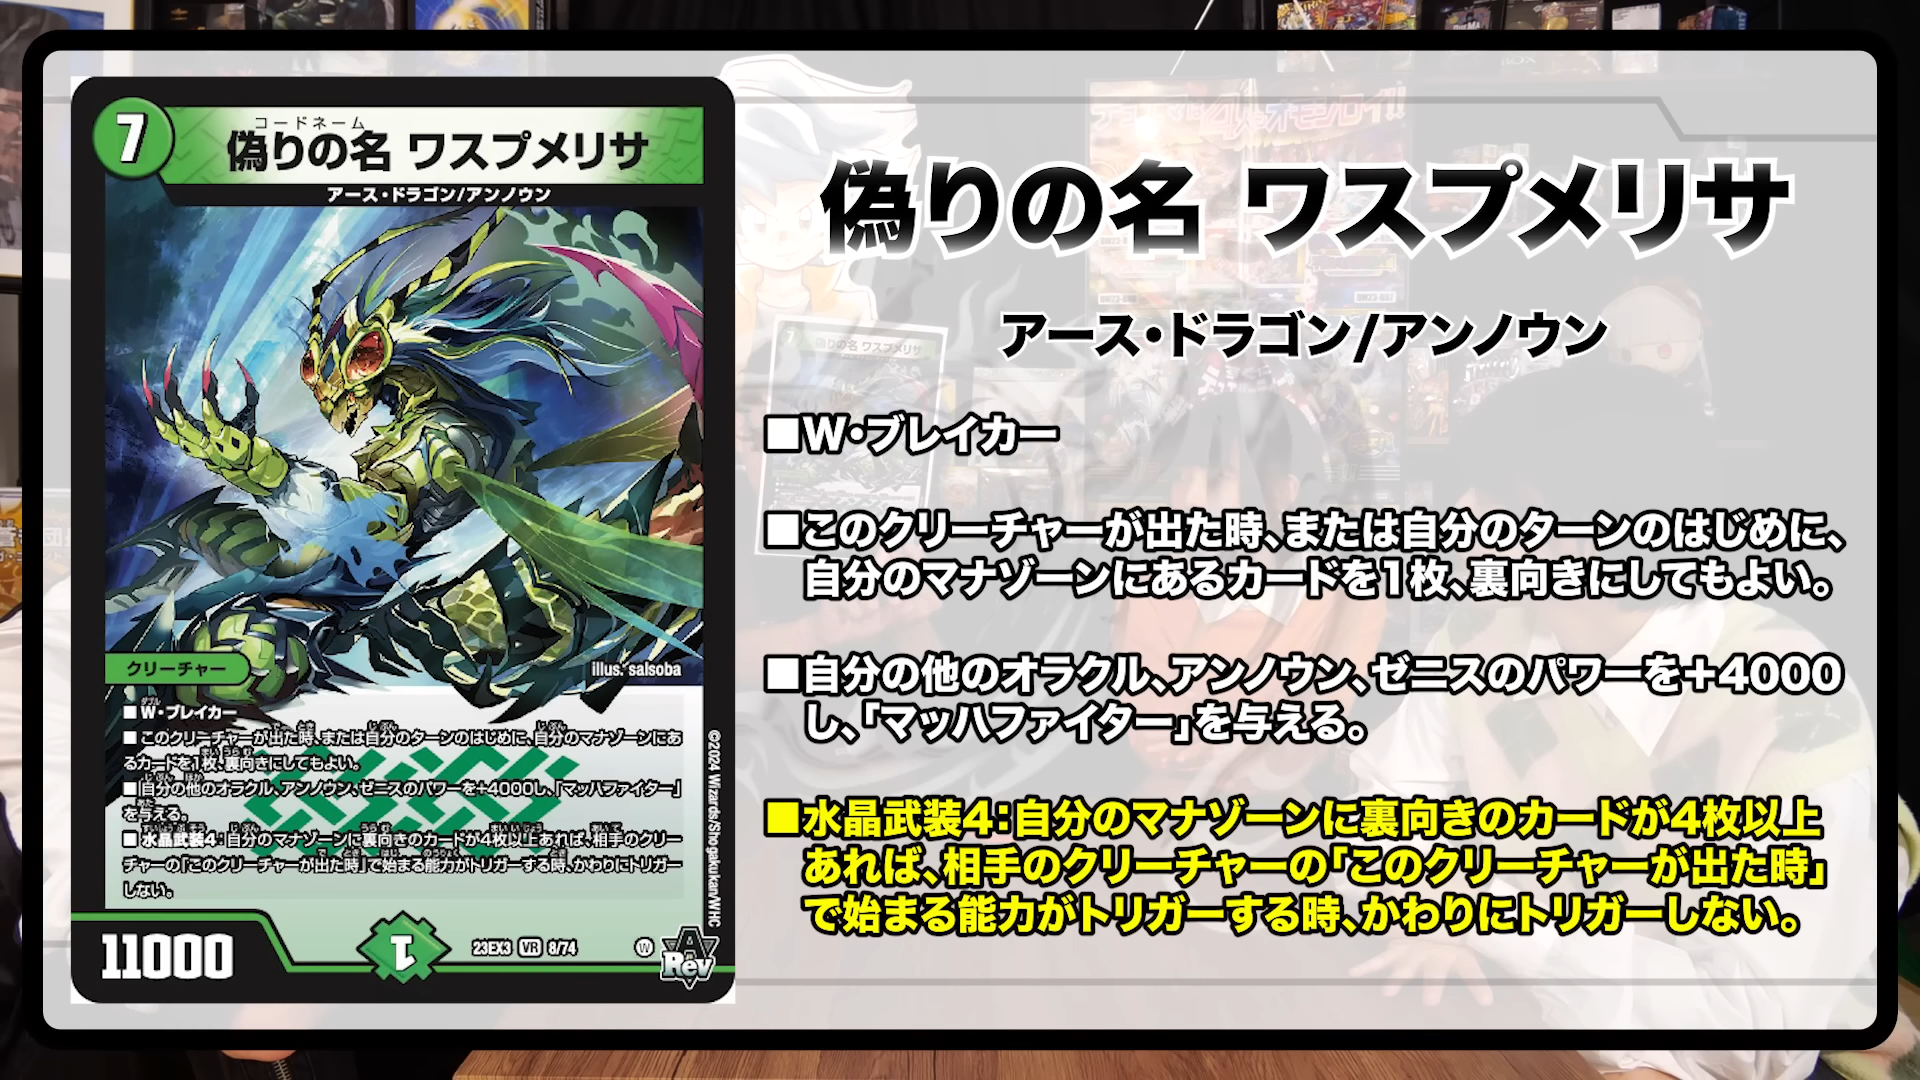 7
コードネーム
偽りの名 ワスプメリサ
アース・ドラゴン/アンノウン
クリーチャー
illus. salsoba
■W・ブレイカー
■このクリーチャーが出た時、または自分のターンのはじめに、自分のマナゾーンにあ
るカードを1枚、裏向きにしてもよい。
■自分の他のオラクル、アンノウン、ゼニスのパワーを+4000し、「マッハファイター」
を与える。
■水晶武装4:自分のマナゾーンに裏向きのカードが4枚以上あれば、相手のクリー
チャーの「このクリーチャーが出た時」で始まる能力がトリガーする時、かわりにトリガー
しない。
©2024 Wizards/Shogakukan/WHC
11000
1
23EX3 VR 8/74
W
Rev
偽りの名 ワスプメリサ
アース・ドラゴン/アンノウン
■W・ブレイカー
■このクリーチャーが出た時、または自分のターンのはじめに、
自分のマナゾーンにあるカードを1枚、裏向きにしてもよい。
■自分の他のオラクル、アンノウン、ゼニスのパワーを+4000
し、「マッハファイター」を与える。
■水晶武装4:自分のマナゾーンに裏向きのカードが4枚以上
あれば、相手のクリーチャーの「このクリーチャーが出た時」
で始まる能力がトリガーする時、かわりにトリガーしない。